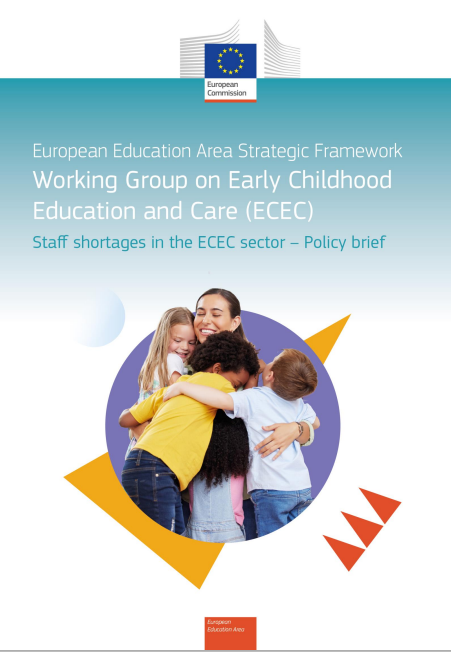 European
Commission
European Education Area Strategic Framework
Working Group on Early Childhood
Education and Care (ECEC)
Staff shortages in the ECEC sector – Policy brief
European
Education Area